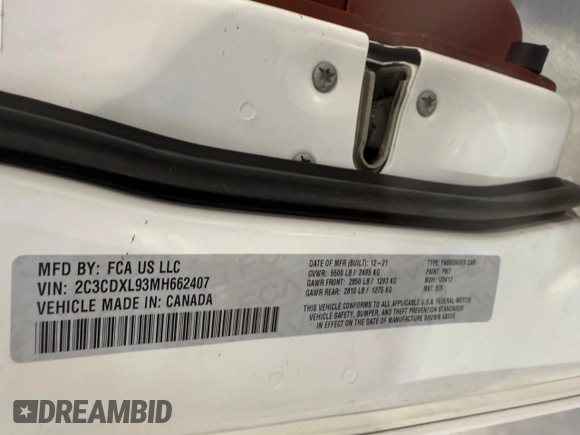 MFD BY: FCA US LLC
VIN: 2C3CDXL93MH662407
VEHICLE MADE IN: CANADA
DATE OF MFR (BUILT): 12-21
GVWR: 5500 LB / 2495 KG
GAWR FRONT: 2850 LB / 1293 KG
GAWR REAR: 2810 LB / 1275 KG
TYPE: PASSENGER CAR
PAINT: PW7
MDH:
THIS VEHICLE CONFORMS TO ALL APPLICABLE U.S.A. FEDERAL MOTOR
VEHICLE SAFETY, BUMPER, AND THEFT PREVENTION STANDARDS
IN EFFECT ON THE DATE OF MANUFACTURE SHOWN ABOVE.
DREAMBID